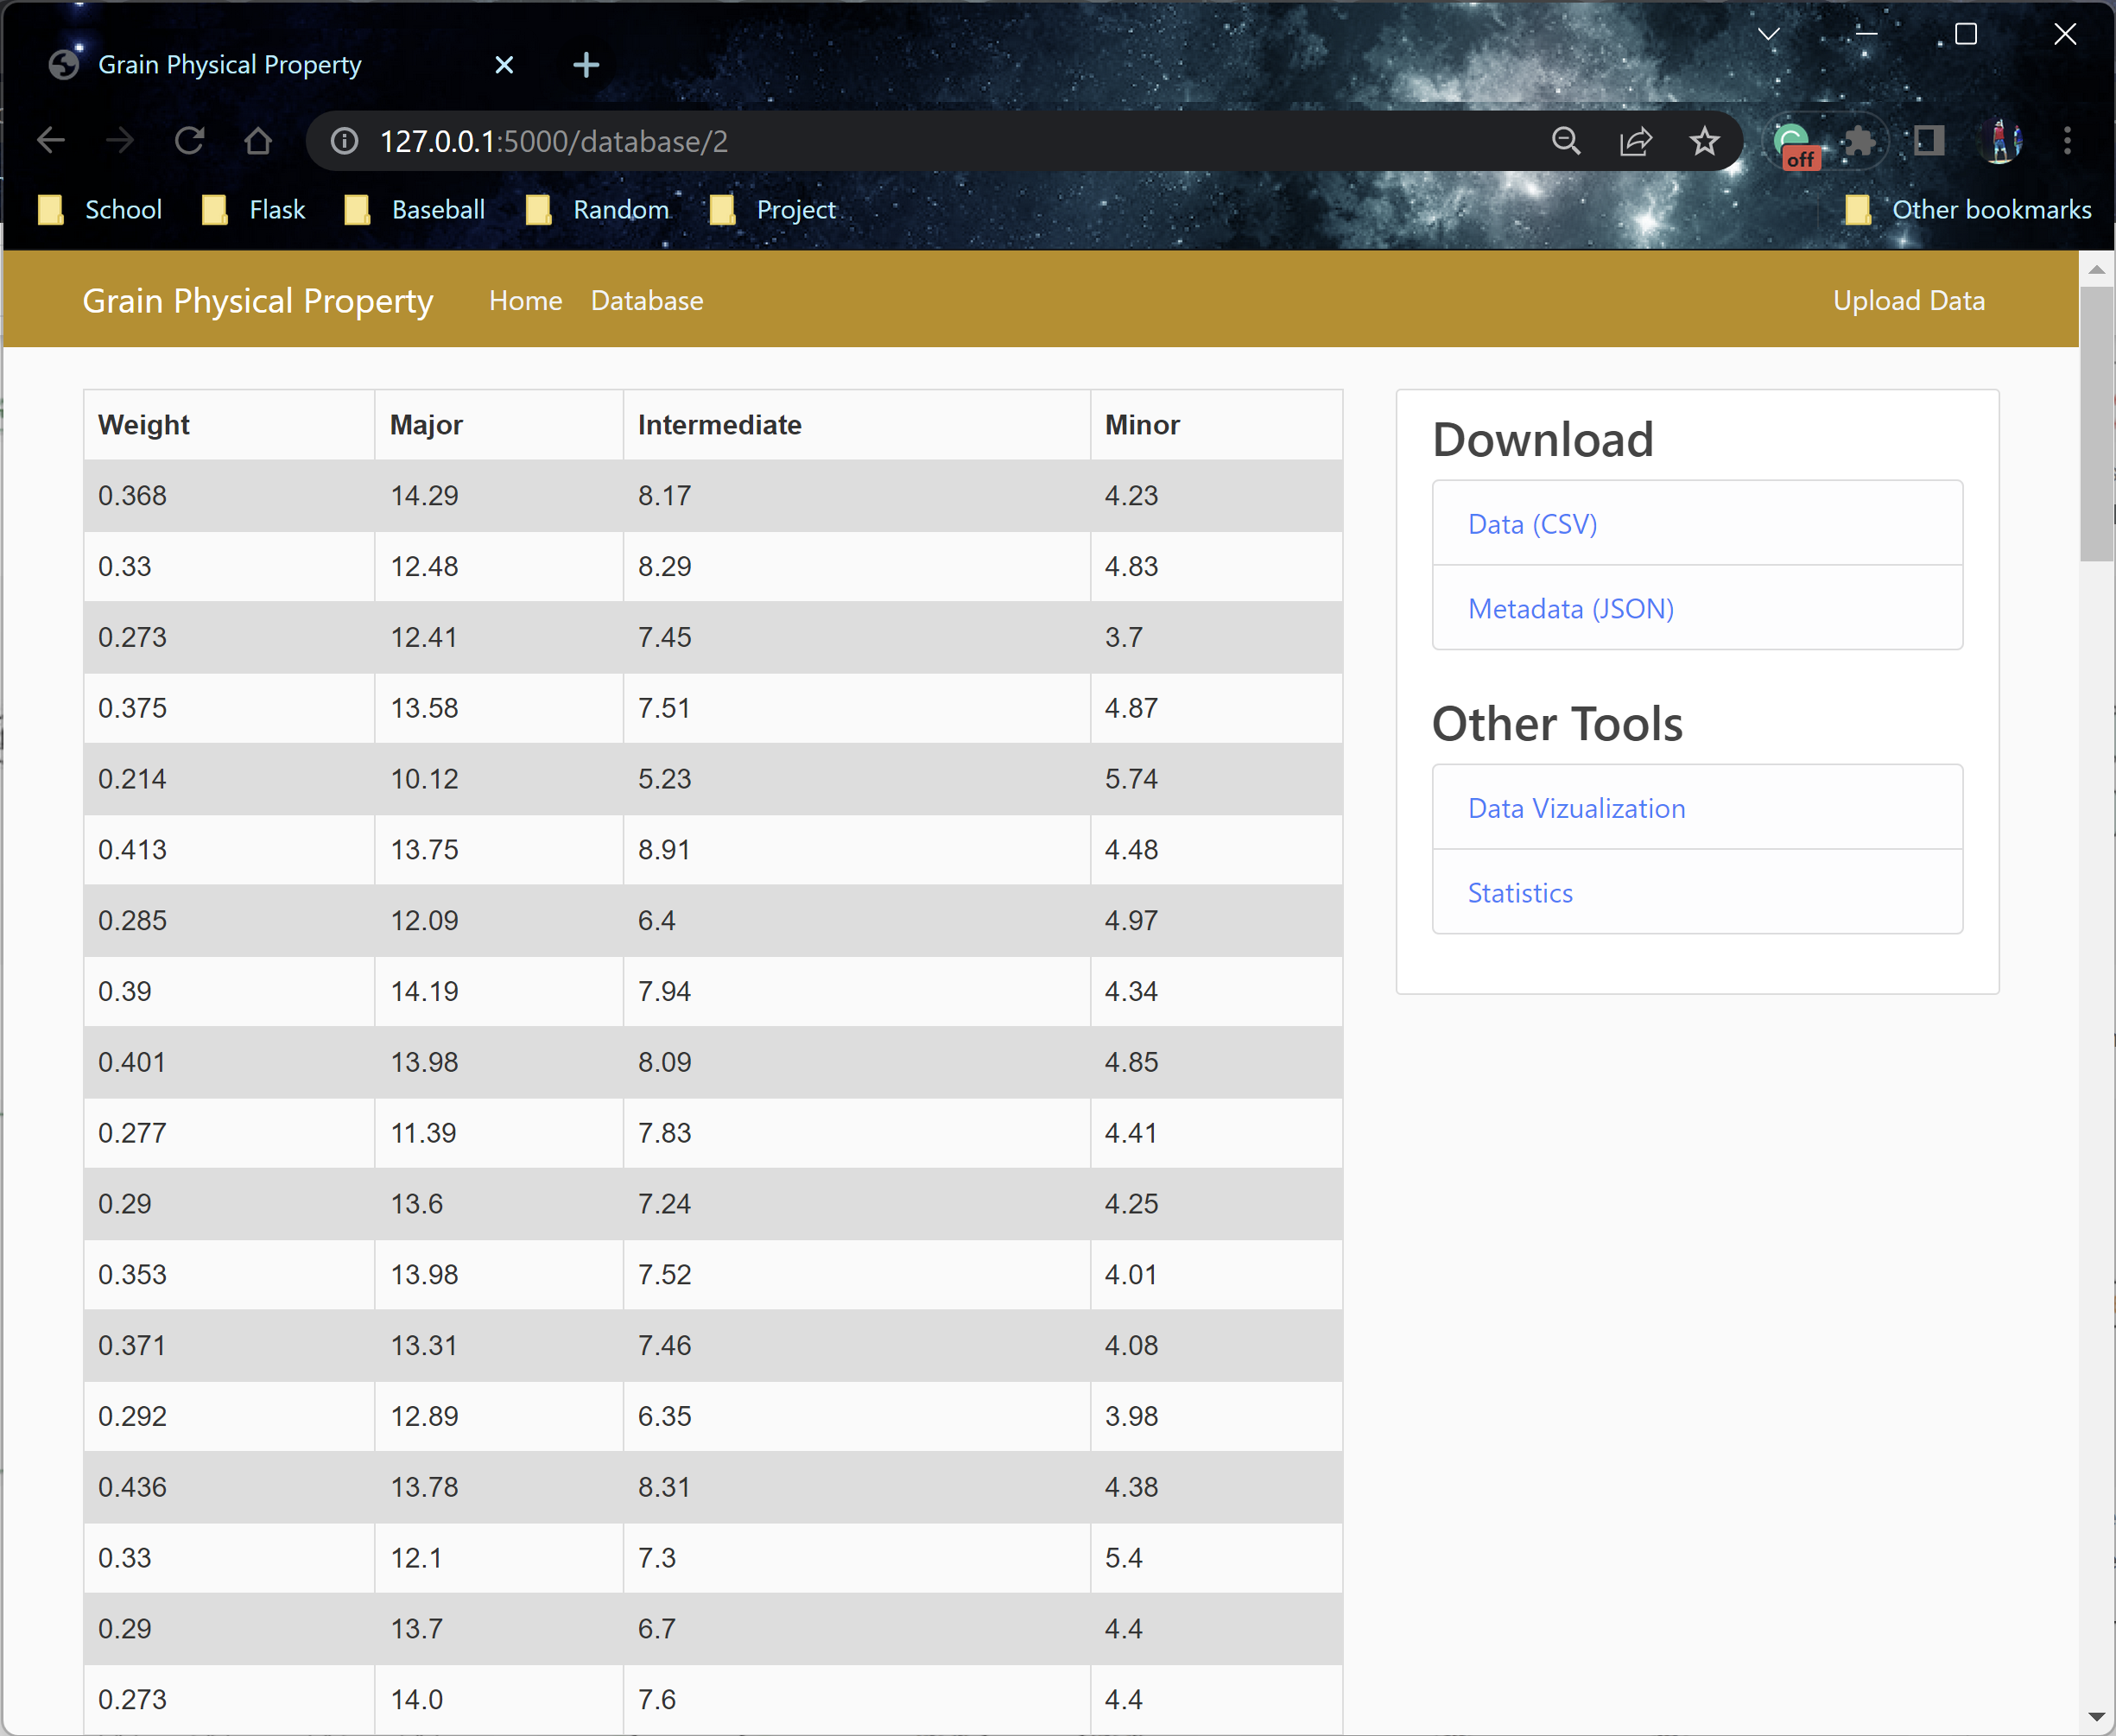 Grain Physical Property
127.0.0.1:5000/database/2
off
School Flask Baseball Random Project Other bookmarks
Grain Physical Property Home Database Upload Data
Weight Major Intermediate Minor
0.368 14.29 8.17 4.23
0.33 12.48 8.29 4.83
0.273 12.41 7.45 3.7
0.375 13.58 7.51 4.87
0.214 10.12 5.23 5.74
0.413 13.75 8.91 4.48
0.285 12.09 6.4 4.97
0.39 14.19 7.94 4.34
0.401 13.98 8.09 4.85
0.277 11.39 7.83 4.41
0.29 13.6 7.24 4.25
0.353 13.98 7.52 4.01
0.371 13.31 7.46 4.08
0.292 12.89 6.35 3.98
0.436 13.78 8.31 4.38
0.33 12.1 7.3 5.4
0.29 13.7 6.7 4.4
0.273 14.0 7.6 4.4
Download
Data (CSV)
Metadata (JSON)
Other Tools
Data Vizualization
Statistics